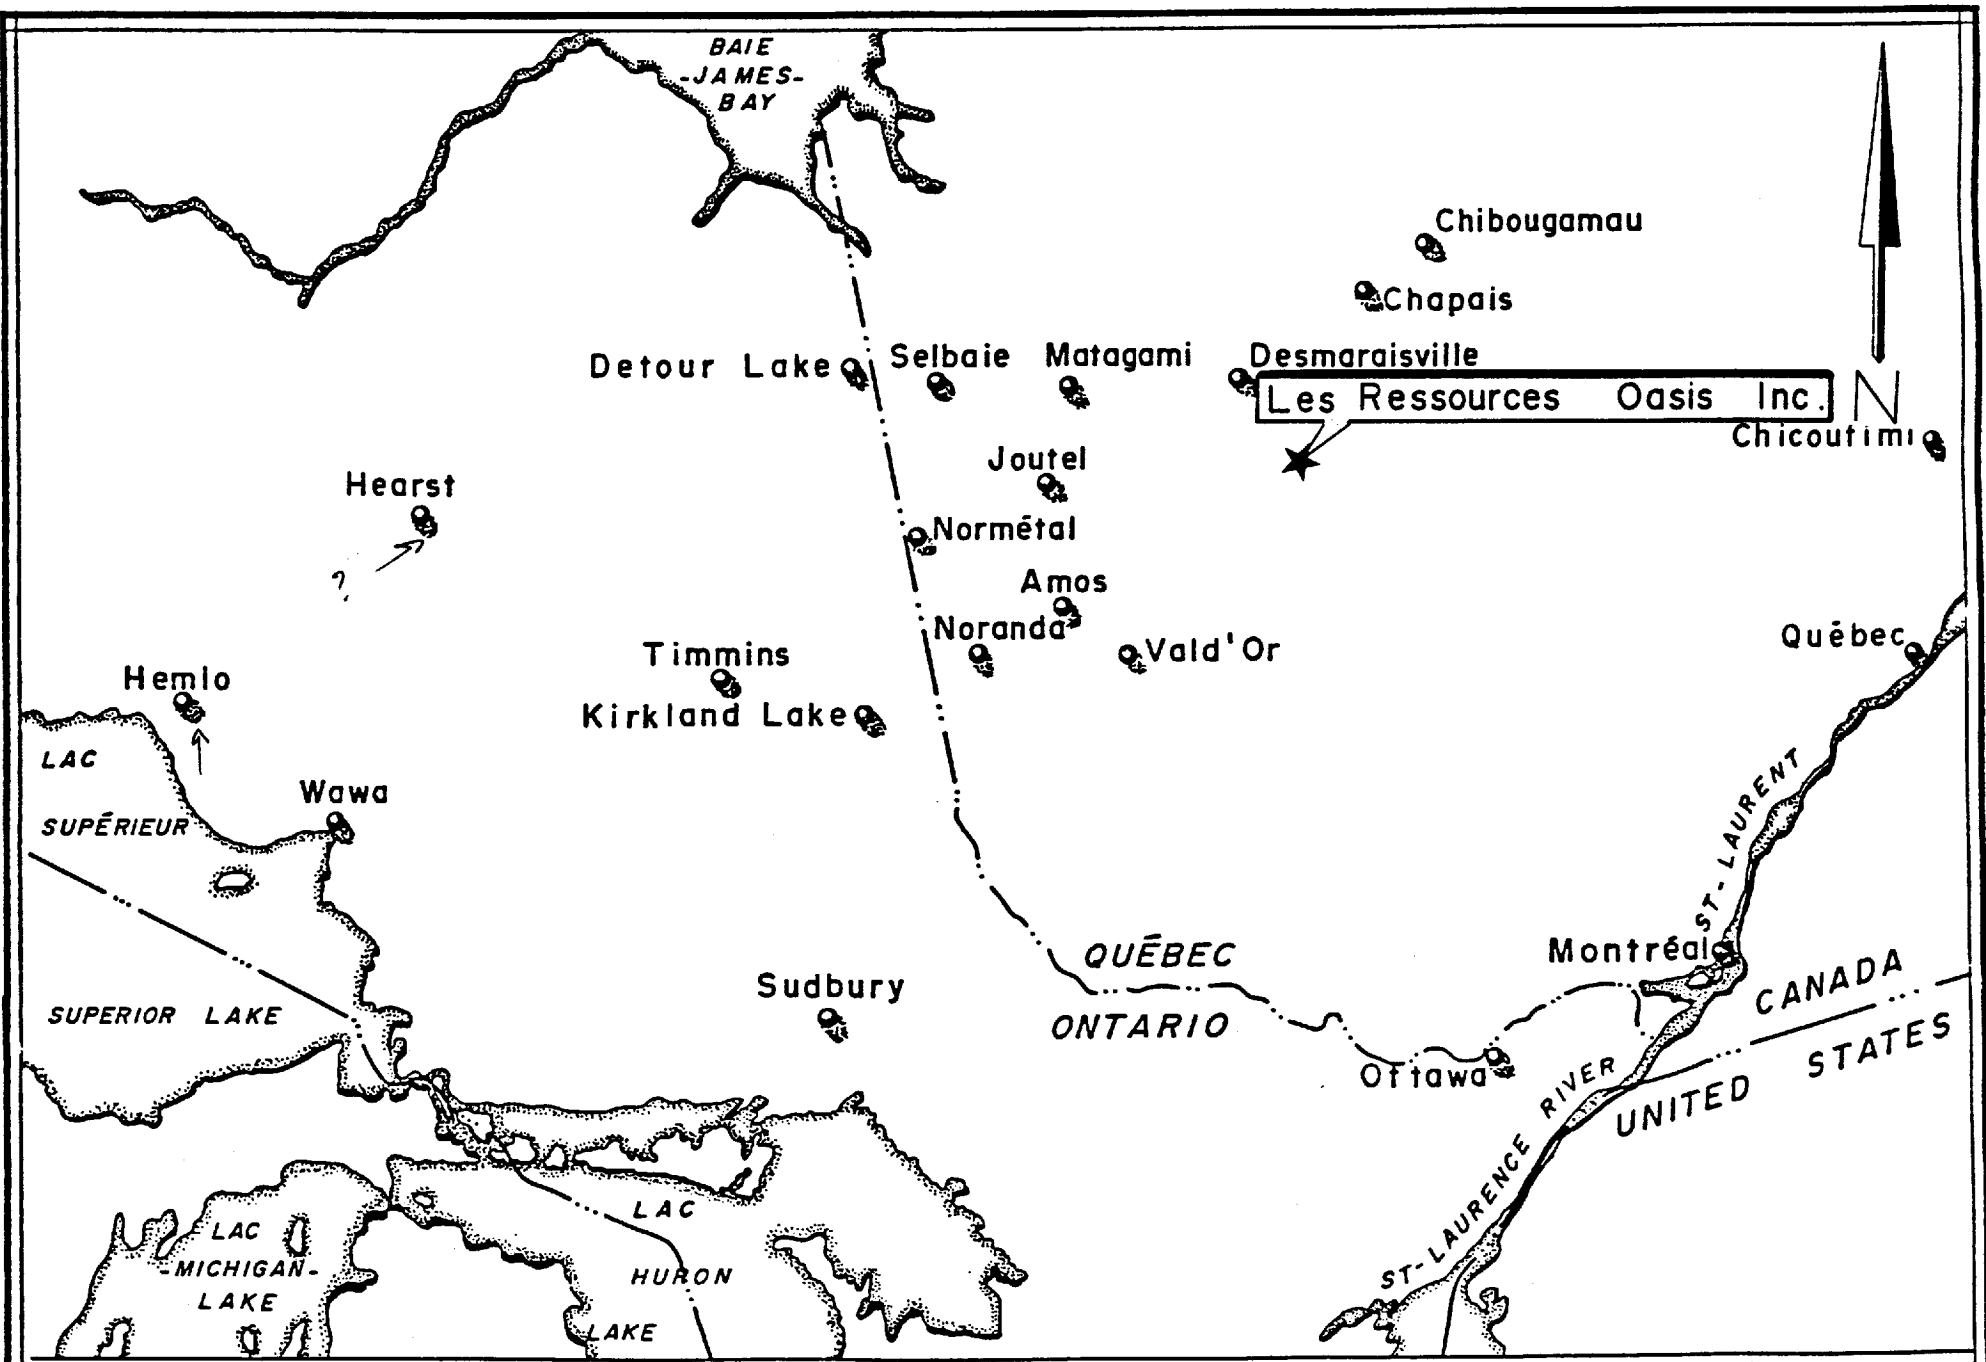 BAIE
-JAMES-
BAY
Chibougamau
Chapais
Detour Lake
Selbaie
Matagami
Desmaraisville
Les Ressources Oasis Inc.
N
Chicoutimi
Joutel
Hearst
Normétal
?
Amos
Noranda
Vald'Or
Québec
Timmins
Hemlo
Kirkland Lake
LAC
SUPÉRIEUR
Wawa
ST-LAURENT
QUÉBEC
Montréal
CANADA
Sudbury
SUPERIOR LAKE
ONTARIO
Ottawa
UNITED STATES
ST-LAURENCE RIVER
LAC
-MICHIGAN-
LAKE
LAC
HURON
LAKE